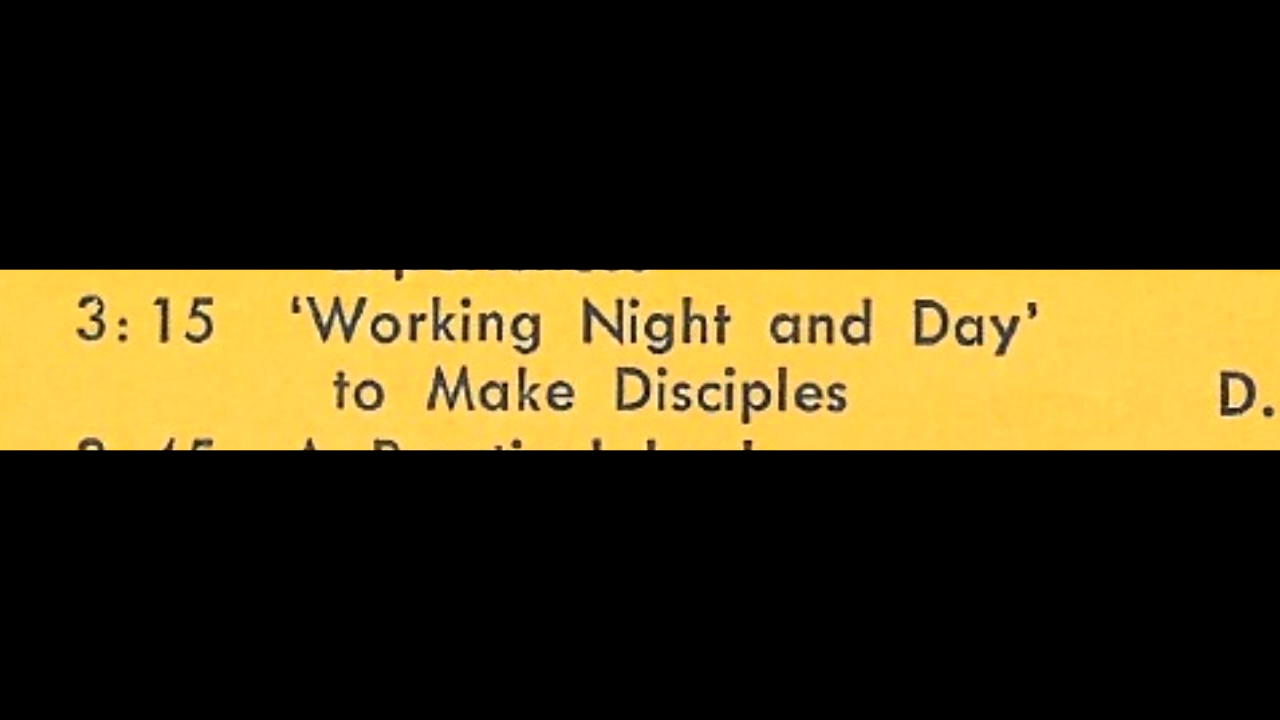 3:15 ‘Working Night and Day’
to Make Disciples D.